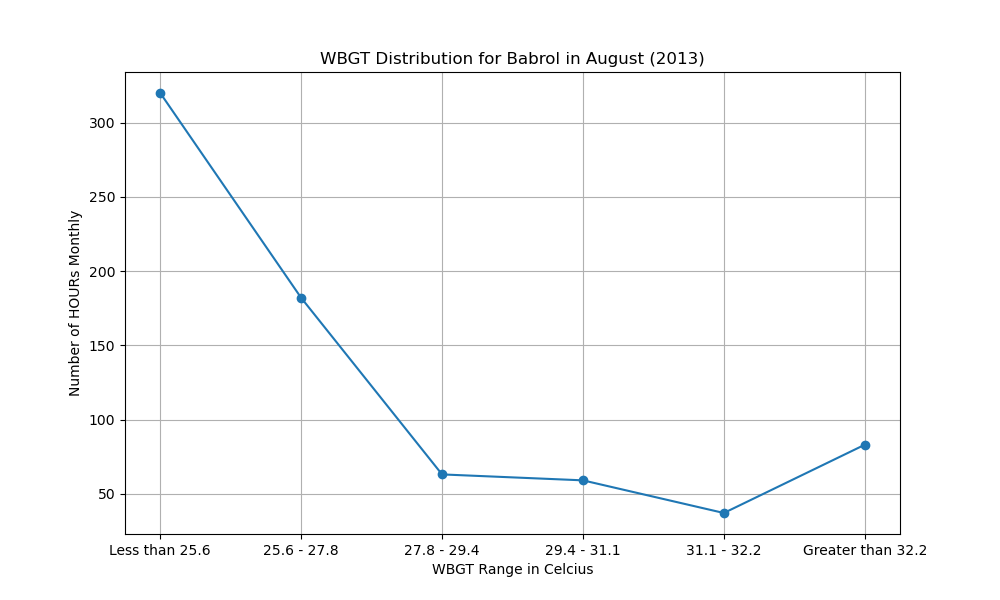 WBGT Distribution for Babrol in August (2013)
Number of HOURs Monthly
300
250
200
150
100
50
Less than 25.6
25.6 - 27.8
27.8 - 29.4
29.4 - 31.1
31.1 - 32.2
Greater than 32.2
WBGT Range in Celcius